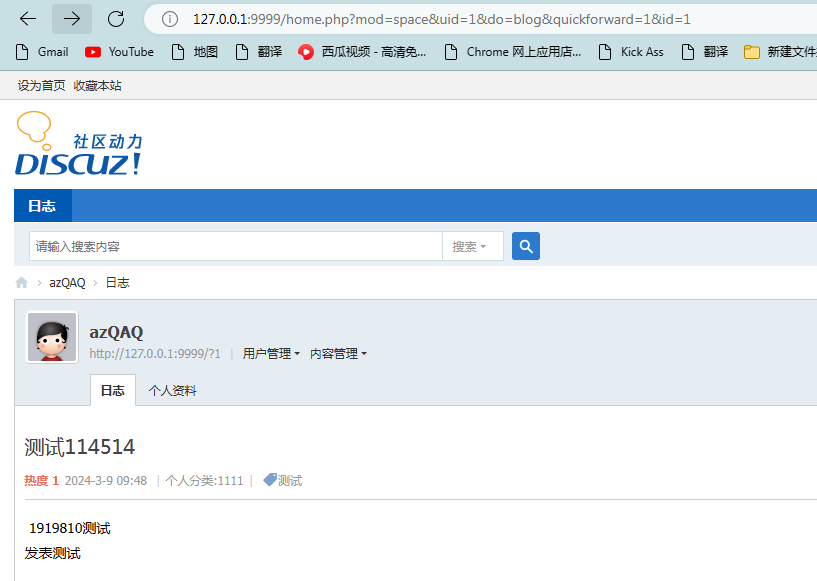 127.0.0.1:9999/home.php?mod=space&uid=1&do=blog&quickforward=1&id=1
Gmail YouTube 地图 翻译 西瓜视频 - 高清免... Chrome 网上应用店... Kick Ass 翻译 新建文件
设为首页 收藏本站
社区动力
DISCUZ!
日志
请输入搜索内容 搜索
azQAQ › 日志
azQAQ
http://127.0.0.1:9999/?1 | 用户管理 内容管理
日志 个人资料
测试114514
热度 1 2024-3-9 09:48 | 个人分类:1111 | 测试
1919810测试
发表测试